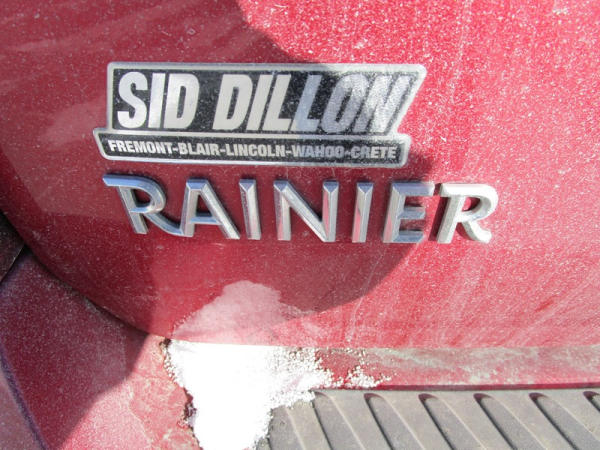 SID DILLON
FREMONT-BLAIR-LINCOLN-WAHOO-CRETE
RAINIER